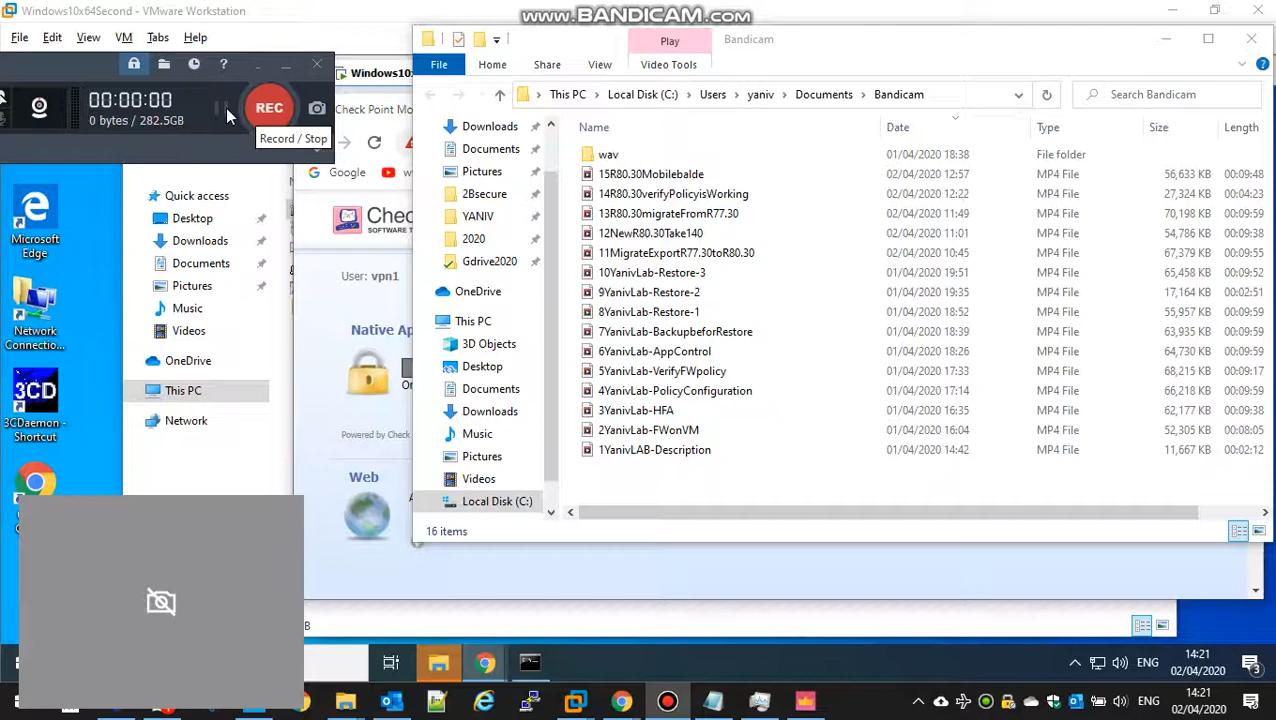 Windows10x64Second - VMware Workstation
www.BANDICAM.com
File Edit View VM Tabs Help
Play
Bandicam
File Home Share View Video Tools
00:00:00
0 bytes / 282.5GB
REC
Record / Stop
Windows10x
Check Point Mo
Google
This PC > Local Disk (C:) > Users > yaniv > Documents > Bandicam
Search Bandicam
Name Date Type Size Length
wav 01/04/2020 18:38 File folder
15R80.30Mobilebalde 02/04/2020 12:57 MP4 File 56,633 KB 00:09:48
14R80.30verifyPolicyisWorking 02/04/2020 12:22 MP4 File 27,324 KB 00:04:23
13R80.30migrateFromR77.30 02/04/2020 11:49 MP4 File 70,198 KB 00:09:59
12NewR80.30Take140 02/04/2020 11:01 MP4 File 54,786 KB 00:09:38
11MigrateExportR77.30toR80.30 02/04/2020 10:45 MP4 File 67,379 KB 00:09:55
10YanivLab-Restore-3 01/04/2020 19:51 MP4 File 65,458 KB 00:09:52
9YanivLab-Restore-2 01/04/2020 19:35 MP4 File 17,164 KB 00:02:51
8YanivLab-Restore-1 01/04/2020 18:52 MP4 File 55,957 KB 00:09:59
7YanivLab-BackupbeforRestore 01/04/2020 18:39 MP4 File 63,935 KB 00:09:59
6YanivLab-AppControl 01/04/2020 18:26 MP4 File 64,730 KB 00:09:59
5YanivLab-VerifyFWpolicy 01/04/2020 17:33 MP4 File 68,215 KB 00:09:17
4YanivLab-PolicyConfiguration 01/04/2020 17:14 MP4 File 66,218 KB 00:09:59
3YanivLab-HFA 01/04/2020 16:35 MP4 File 62,177 KB 00:09:38
2YanivLab-FWonVM 01/04/2020 16:04 MP4 File 52,305 KB 00:08:05
1YanivLAB-Description 01/04/2020 14:42 MP4 File 11,667 KB 00:02:12
Downloads
Documents
Pictures
2Bsecure
YANIV
2020
Gdrive2020
OneDrive
This PC
3D Objects
Desktop
Documents
Downloads
Music
Pictures
Videos
Local Disk (C:)
16 items
Microsoft
Edge
Network
Connectio...
3CD
3CDaemon -
Shortcut
Quick access
Desktop
Downloads
Documents
Pictures
Music
Videos
OneDrive
This PC
Network
Chec
SOFTWARE T
User: vpn1
Native Ap
Powered by Check
Web
B
14:21
ENG
02/04/2020
3
14:21
ENG
02/04/2020